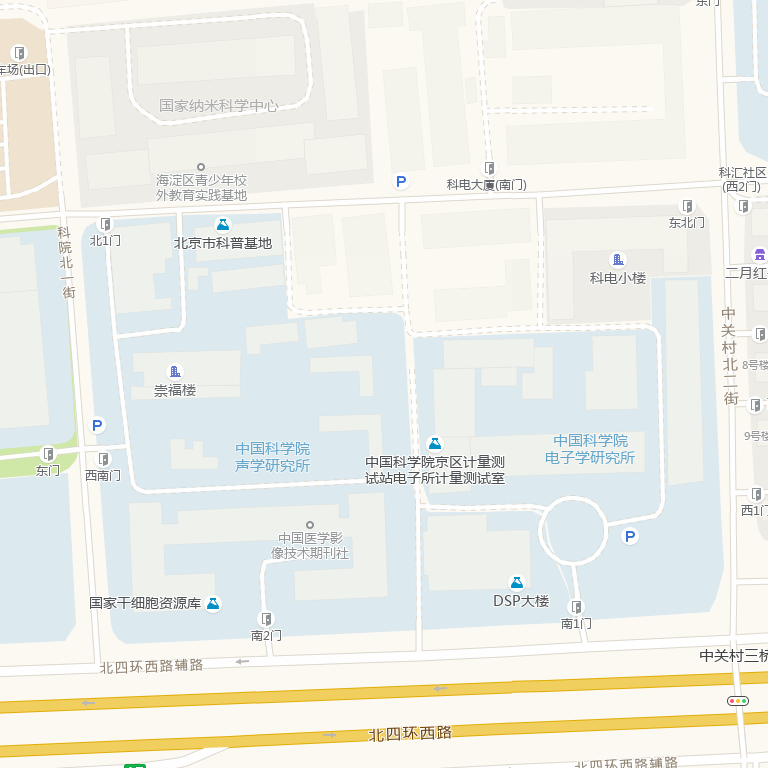 东门
车场(出口)
国家纳米科学中心
海淀区青少年校
外教育实践基地
P
科电大厦(南门)
科汇社区
(西2门)
北1门
北京市科普基地
东北门
科院北一街
科电小楼
二月红
中关村北二街
8号楼
崇福楼
P
9号楼
中国科学院
声学研究所
中国科学院京区计量测
试站电子所计量测试室
中国科学院
电子学研究所
东门
西南门
西1门
中国医学影
像技术期刊社
P
国家干细胞资源库
DSP大楼
南2门
南1门
北四环西路辅路
中关村三桥
北四环西路
北四环西路辅路